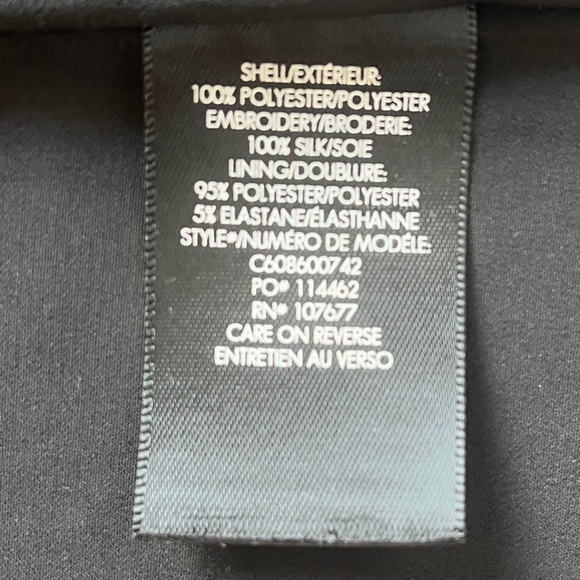 SHELL/EXTÉRIEUR:
100% POLYESTER/POLYESTER
EMBROIDERY/BRODERIE:
100% SILK/SOIE
LINING/DOUBLURE:
95% POLYESTER/POLYESTER
5% ELASTANE/ÉLASTHANNE
STYLE#/NUMÉRO DE MODÈLE:
C608600742
PO# 114462
RN# 107677
CARE ON REVERSE
ENTRETIEN AU VERSO